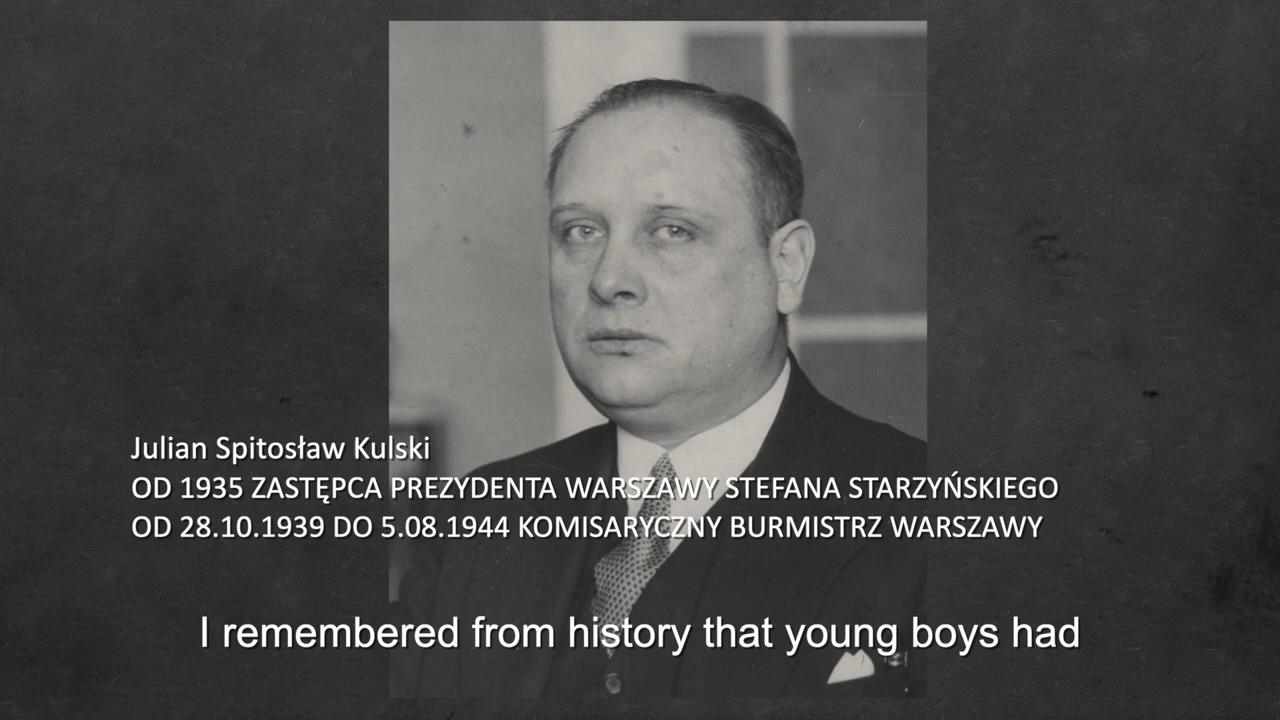 Julian Spitosław Kulski
OD 1935 ZASTĘPCA PREZYDENTA WARSZAWY STEFANA STARZYŃSKIEGO
OD 28.10.1939 DO 5.08.1944 KOMISARYCZNY BURMISTRZ WARSZAWY
I remembered from history that young boys had